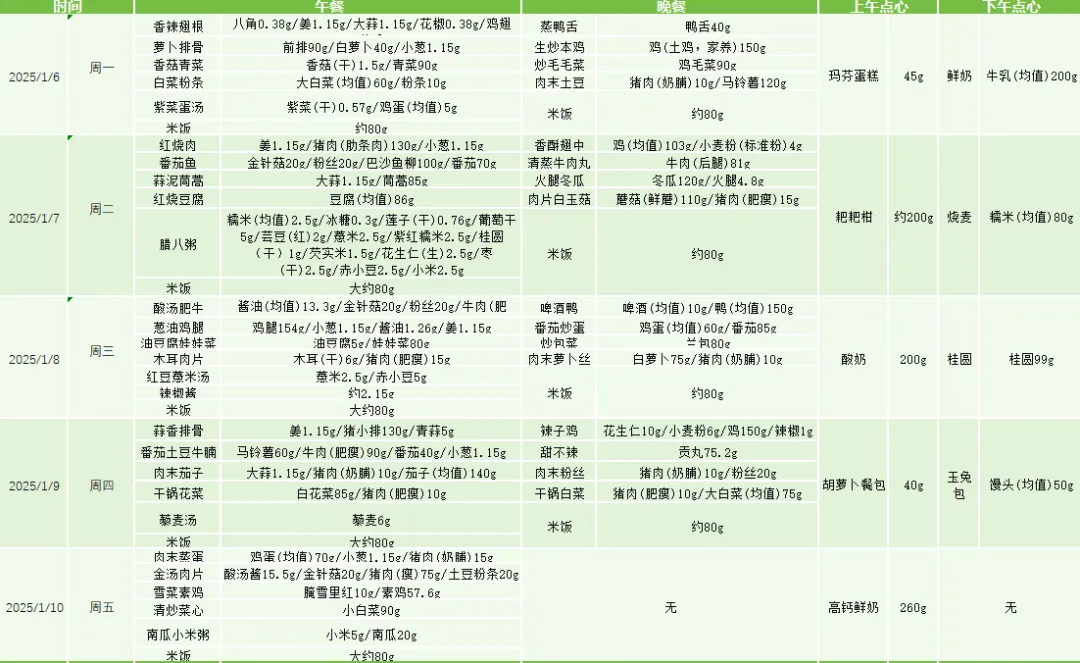 时间 午餐 晚餐 上午点心 下午点心
2025/1/6 周一
香辣翅根 八角0.38g/姜1.15g/大蒜1.15g/花椒0.38g/鸡翅
萝卜排骨 前排90g/白萝卜40g/小葱1.15g
香菇青菜 香菇(干)1.5g/青菜90g
白菜粉条 大白菜(均值)60g/粉条10g
紫菜蛋汤 紫菜(干)0.57g/鸡蛋(均值)5g
米饭 约80g
蒸鸭舌 鸭舌40g
生炒本鸡 鸡(土鸡，家养)150g
炒毛毛菜 鸡毛菜90g
肉末土豆 猪肉(奶脯)10g/马铃薯120g
米饭 约80g
玛芬蛋糕 45g
鲜奶 牛乳(均值)200g
2025/1/7 周二
红烧肉 姜1.15g/猪肉(肋条肉)130g/小葱1.15g
番茄鱼 金针菇20g/粉丝20g/巴沙鱼柳100g/番茄70g
蒜泥茼蒿 大蒜1.15g/茼蒿85g
红烧豆腐 豆腐(均值)86g
腊八粥 糯米(均值)2.5g/冰糖0.3g/莲子(干)0.76g/葡萄干
5g/芸豆(红)2g/薏米2.5g/紫红糯米2.5g/桂圆
(干）1g/芡实米1.5g/花生仁(生)2.5g/枣
(干)2.5g/赤小豆2.5g/小米2.5g
米饭 大约80g
香酥翅中 鸡(均值)103g/小麦粉(标准粉)4g
清蒸牛肉丸 牛肉(后腿)81g
火腿冬瓜 冬瓜120g/火腿4.8g
肉片白玉菇 蘑菇(鲜蘑)110g/猪肉(肥瘦)15g
米饭 约80g
耙耙柑 约200g
烧麦 糯米(均值)80g
2025/1/8 周三
酸汤肥牛 酱油(均值)13.3g/金针菇20g/粉丝20g/牛肉(肥
葱油鸡腿 鸡腿154g/小葱1.15g/酱油1.26g/姜1.15g
油豆腐娃娃菜 油豆腐5g/娃娃菜80g
木耳肉片 木耳(干)6g/猪肉(肥瘦)15g
红豆薏米汤 薏米2.5g/赤小豆5g
辣椒酱 约2.15g
米饭 大约80g
啤酒鸭 啤酒(均值)10g/鸭(均值)150g
番茄炒蛋 鸡蛋(均值)60g/番茄85g
炒包菜 兰包80g
肉末萝卜丝 白萝卜75g/猪肉(奶脯)10g
米饭 约80g
酸奶 200g
桂圆 桂圆99g
2025/1/9 周四
蒜香排骨 姜1.15g/猪小排130g/青蒜5g
番茄土豆牛腩 马铃薯60g/牛肉(肥瘦)90g/番茄40g/小葱1.15g
肉末茄子 大蒜1.15g/猪肉(奶脯)10g/茄子(均值)140g
干锅花菜 白花菜85g/猪肉(肥瘦)10g
藜麦汤 藜麦6g
米饭 大约80g
辣子鸡 花生仁10g/小麦粉6g/鸡150g/辣椒1g
甜不辣 贡丸75.2g
肉末粉丝 猪肉(奶脯)10g/粉丝20g
干锅白菜 猪肉(肥瘦)10g/大白菜(均值)75g
米饭 约80g
胡萝卜餐包 40g
玉兔
包 馒头(均值)50g
2025/1/10 周五
肉末蒸蛋 鸡蛋(均值)70g/小葱1.15g/猪肉(奶脯)15g
金汤肉片 酸汤酱15.5g/金针菇20g/猪肉(瘦)75g/土豆粉条20g
雪菜素鸡 腌雪里红10g/素鸡57.6g
清炒菜心 小白菜90g
南瓜小米粥 小米5g/南瓜20g
米饭 大约80g
无
高钙鲜奶 260g
无